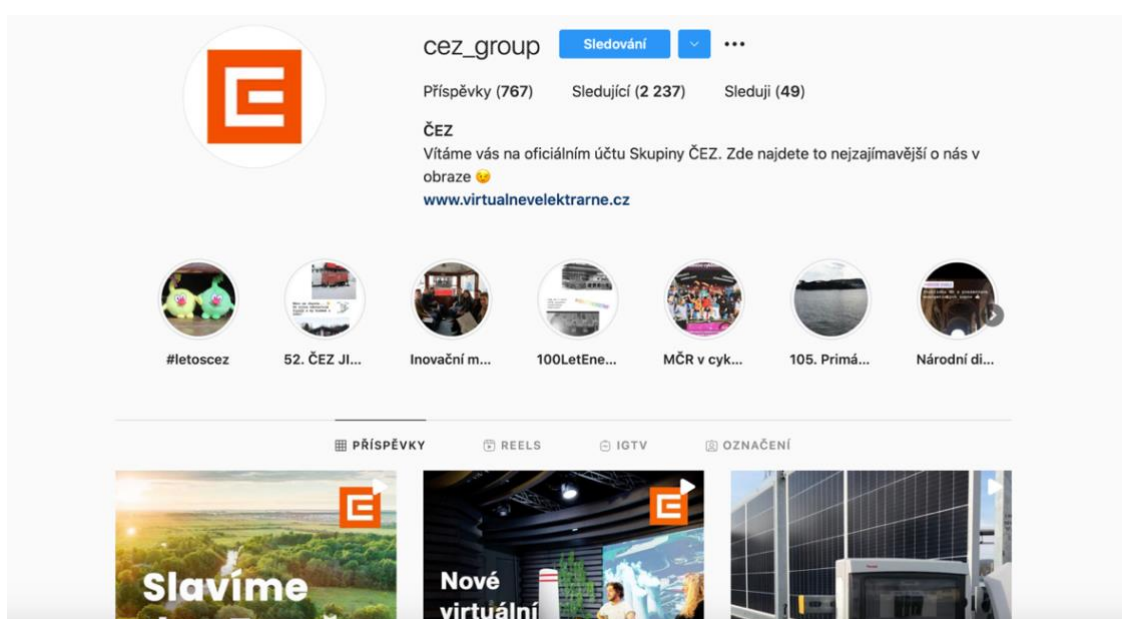 cez_group Sledování
Příspěvky (767) Sledující (2 237) Sleduji (49)
ČEZ
Vítáme vás na oficiálním účtu Skupiny ČEZ. Zde najdete to nejzajímavější o nás v
obraze 😉
www.virtualnevelektrarne.cz
#letoscez 52. ČEZ JI... Inovační m... 100LetEne... MČR v cyk... 105. Primá... Národní di...
PŘÍSPĚVKY REELS IGTV OZNAČENÍ
Slavíme
Nové
virtuální